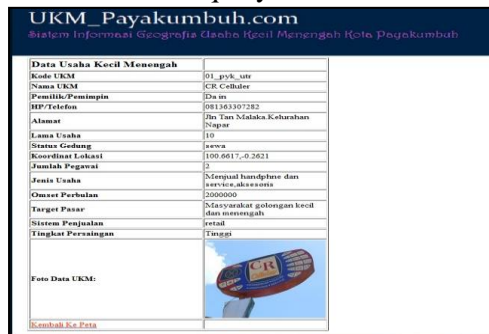 UKM_Payakumbuh.com
Sistem Informasi Geografis Usaha Kecil Menengah Kota Payakumbuh
Data Usaha Kecil Menengah
Kode UKM 01_pyk_utr
Nama UKM CR Celluler
Pemilik/Pemimpin Da in
HP/Telefon 081363307282
Alamat Jln Tan Malaka.Kelurahan
Napar
Lama Usaha 10
Status Gedung sewa
Koordinat Lokasi 100.6617,-0.2621
Jumlah Pegawai 2
Jenis Usaha Menjual handphne dan
service,aksesoris
Omset Perbulan 2000000
Target Pasar Masyarakat golongan kecil
dan menengah
Sistem Penjualan retail
Tingkat Persaingan Tinggi
Foto Data UKM:
CR
Kembali Ke Peta